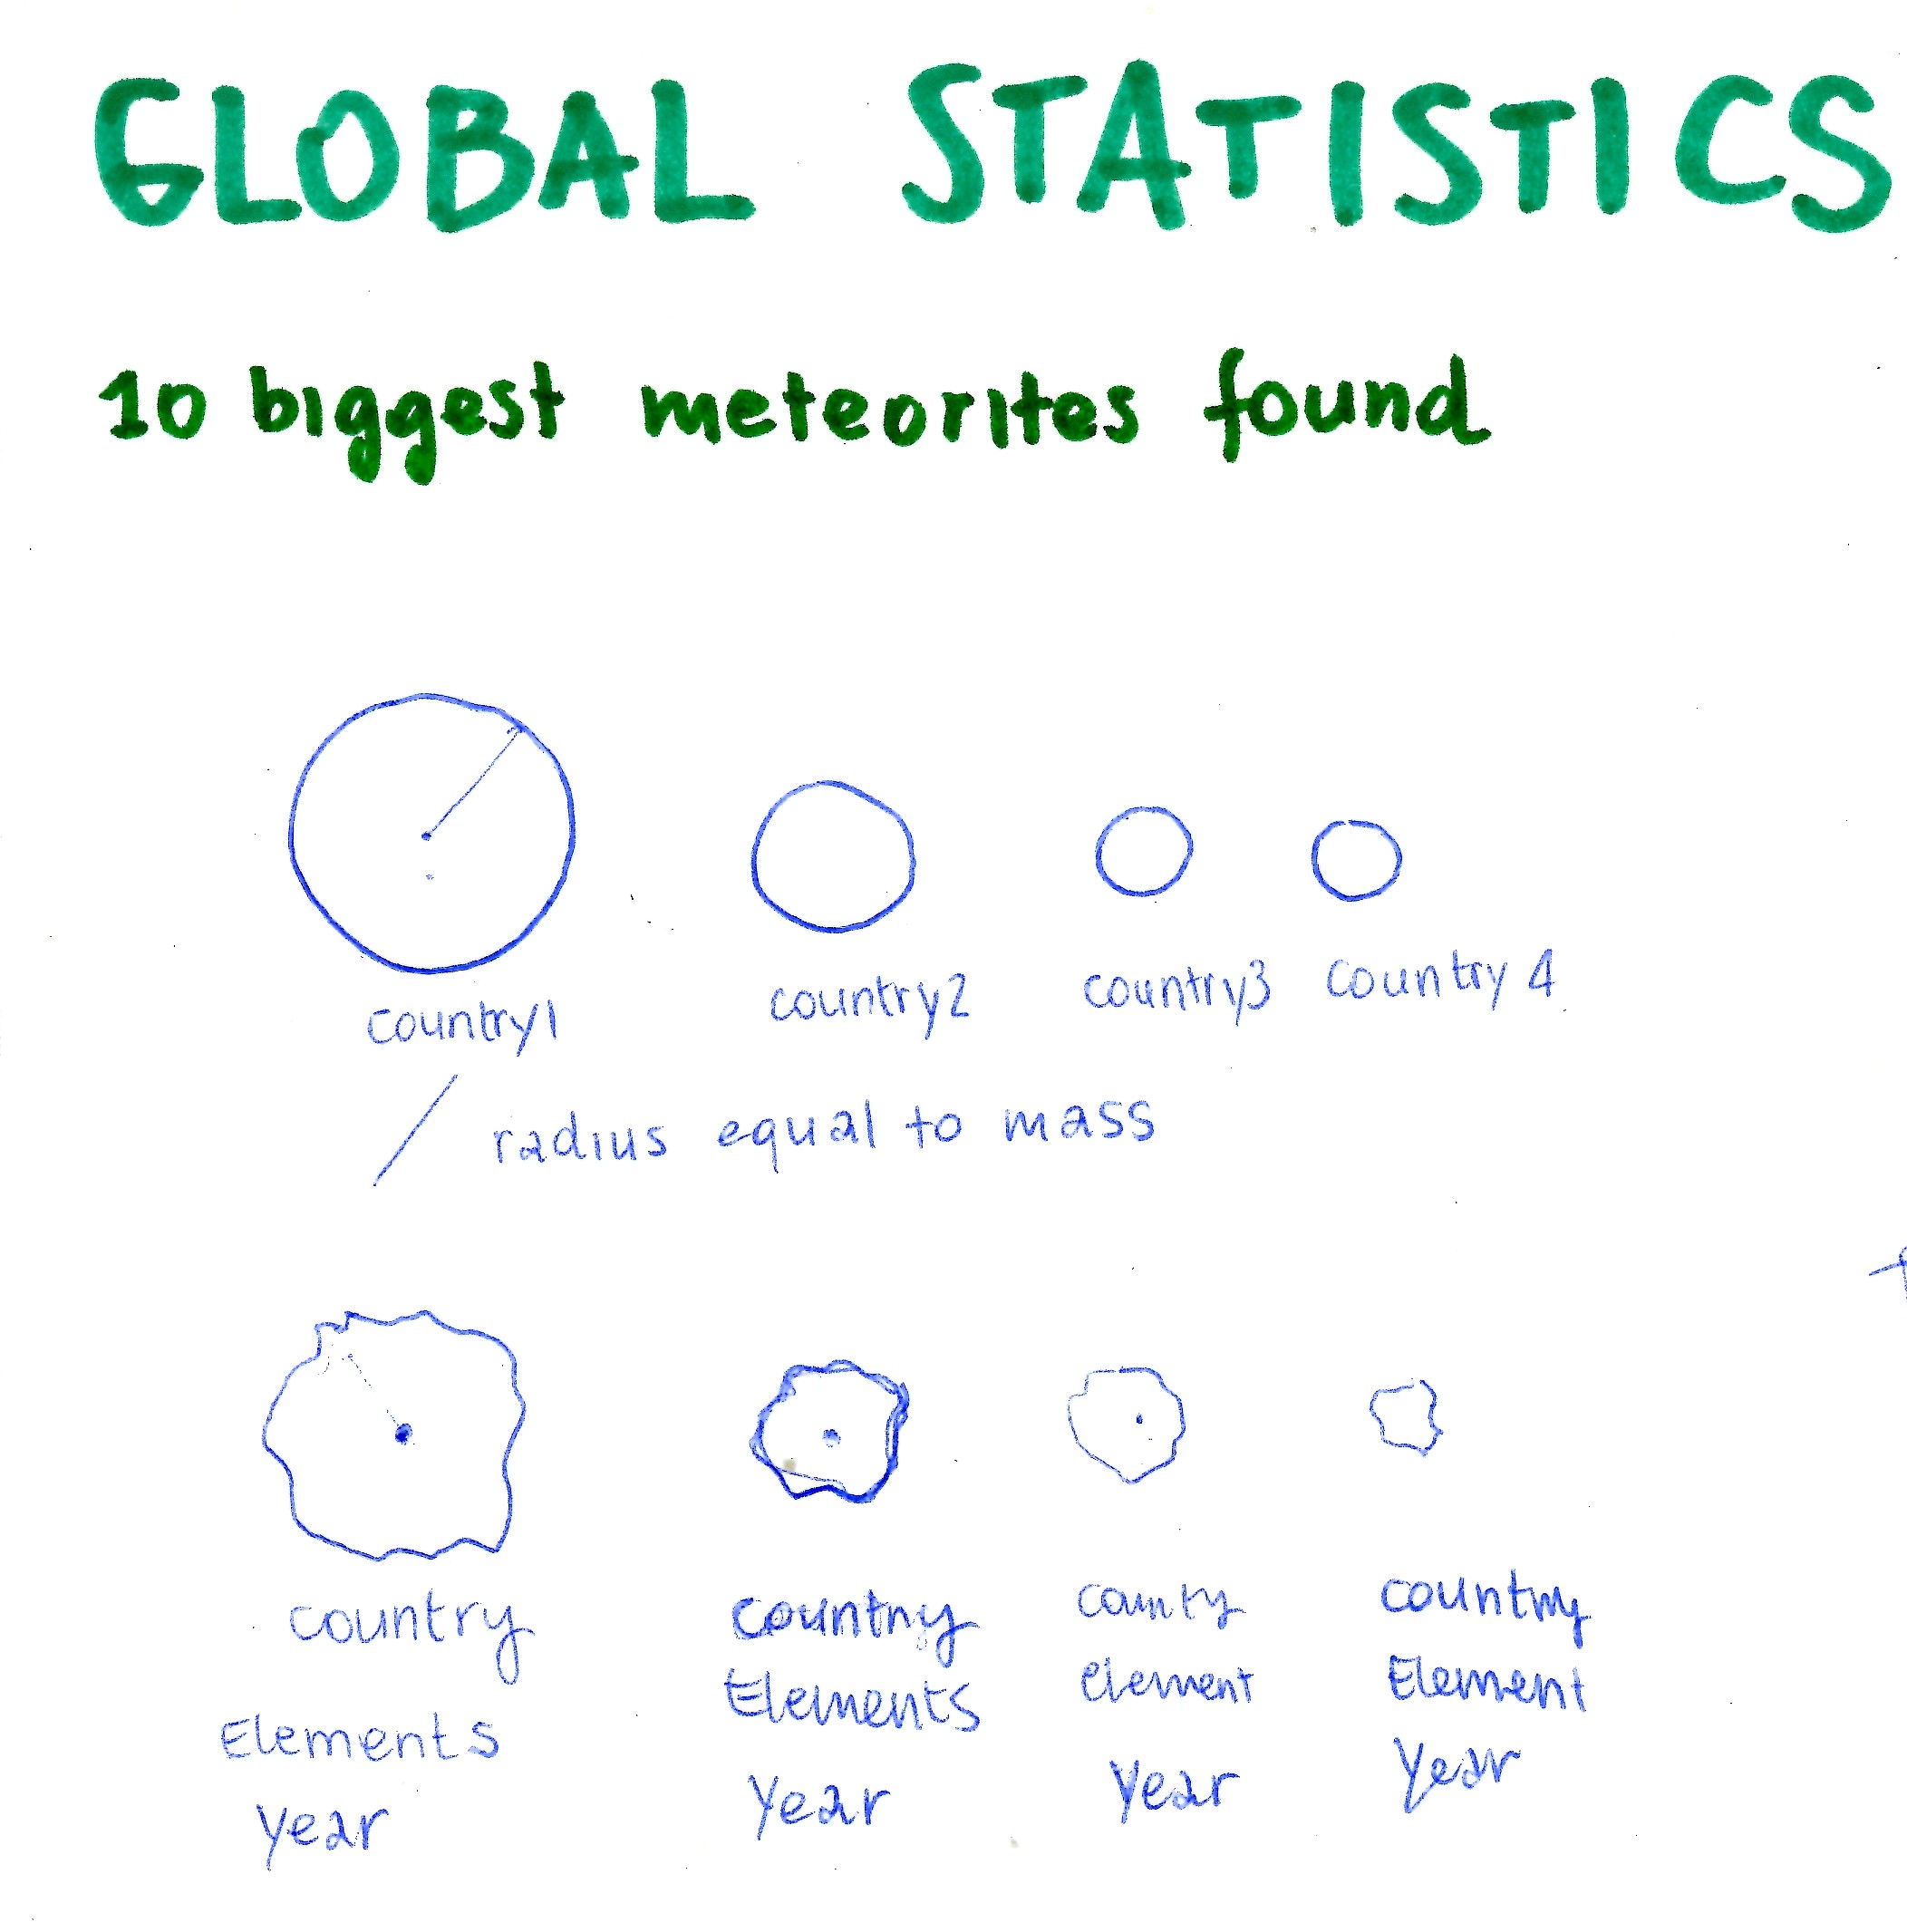 GLOBAL STATISTICS
10 biggest meteorites found
country1 country2 country3 country 4
radius equal to mass
country country county country
Elements Elements Element Element
Year Year Year Year